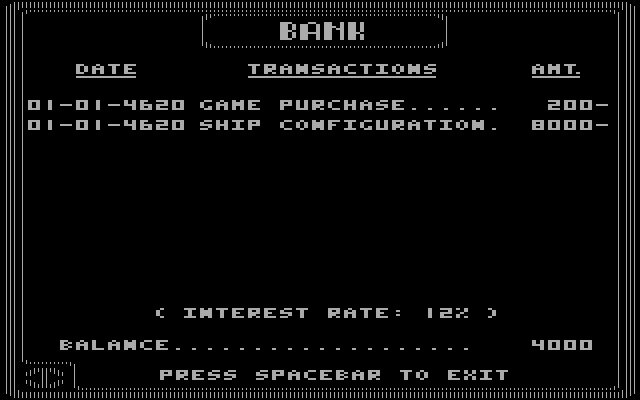 BANK
DATE TRANSACTIONS AMT.
01-01-4620 GAME PURCHASE...... 200-
01-01-4620 SHIP CONFIGURATION. 8000-
( INTEREST RATE: 12% )
BALANCE................... 4000
PRESS SPACEBAR TO EXIT